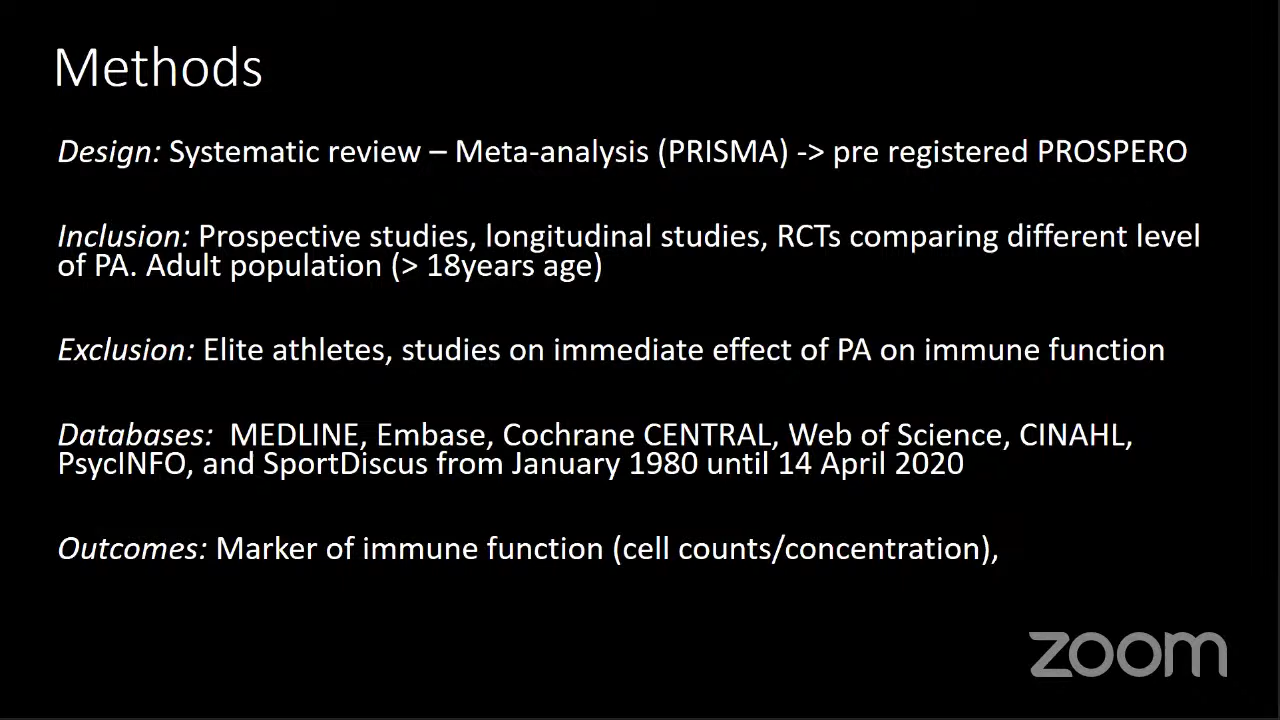 Methods
Design: Systematic review – Meta-analysis (PRISMA) -> pre registered PROSPERO
Inclusion: Prospective studies, longitudinal studies, RCTs comparing different level
of PA. Adult population (> 18years age)
Exclusion: Elite athletes, studies on immediate effect of PA on immune function
Databases:  MEDLINE, Embase, Cochrane CENTRAL, Web of Science, CINAHL,
PsycINFO, and SportDiscus from January 1980 until 14 April 2020
Outcomes: Marker of immune function (cell counts/concentration),
zoom